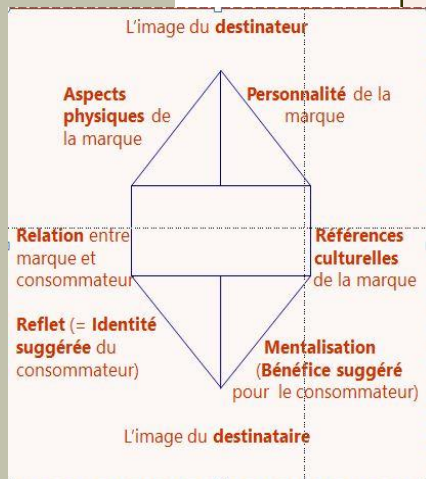 L'image du destinateur
Aspects
physiques de
la marque
Personnalité de la
marque
Relation entre
marque et
consommateur
Références
culturelles
de la marque
Reflet (= Identité
suggérée du
consommateur)
Mentalisation
(Bénéfice suggéré
pour le consommateur)
L'image du destinataire